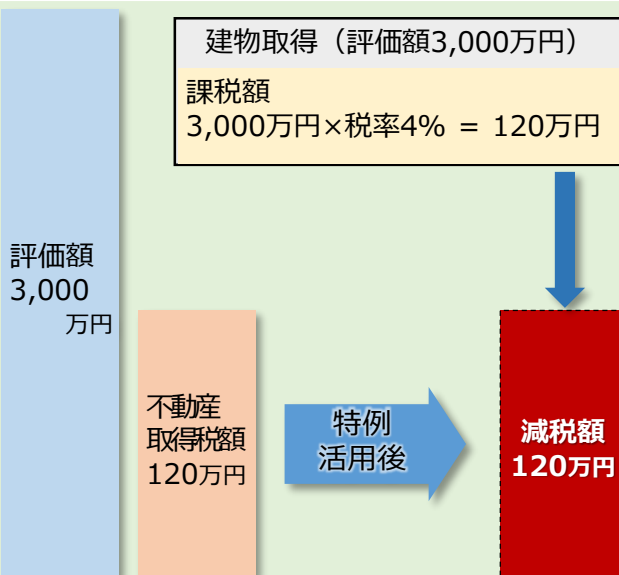 建物取得（評価額3,000万円）
課税額
3,000万円×税率4% = 120万円
評価額
3,000
万円
不動産
取得税額
120万円
特例
活用後
減税額
120万円